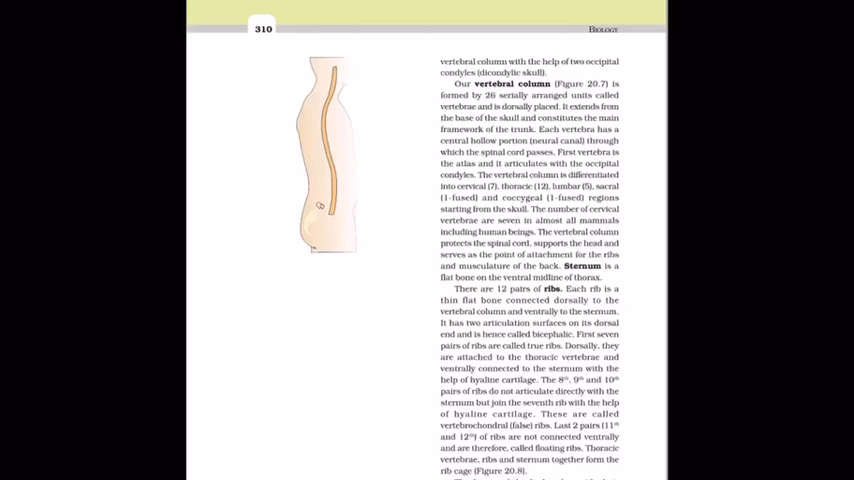 310
BIOLOGY
vertebral column with the help of two occipital
condyles (dicondylic skull).
Our vertebral column (Figure 20.7) is
formed by 26 serially arranged units called
vertebrae and is dorsally placed. It extends from
the base of the skull and constitutes the main
framework of the trunk. Each vertebra has a
central hollow portion (neural canal) through
which the spinal cord passes. First vertebra is
the atlas and it articulates with the occipital
condyles. The vertebral column is differentiated
into cervical (7), thoracic (12), lumbar (5), sacral
(1-fused) and coccygeal (1-fused) regions
starting from the skull. The number of cervical
vertebrae are seven in almost all mammals
including human beings. The vertebral column
protects the spinal cord, supports the head and
serves as the point of attachment for the ribs
and musculature of the back. Sternum is a
flat bone on the ventral midline of thorax.
There are 12 pairs of ribs. Each rib is a
thin flat bone connected dorsally to the
vertebral column and ventrally to the sternum.
It has two articulation surfaces on its dorsal
end and is hence called bicephalic. First seven
pairs of ribs are called true ribs. Dorsally, they
are attached to the thoracic vertebrae and
ventrally connected to the sternum with the
help of hyaline cartilage. The 8th, 9th and 10th
pairs of ribs do not articulate directly with the
sternum but join the seventh rib with the help
of hyaline cartilage. These are called
vertebrochondral (false) ribs. Last 2 pairs (11th
and 12th) of ribs are not connected ventrally
and are therefore, called floating ribs. Thoracic
vertebrae, ribs and sternum together form the
rib cage (Figure 20.8).